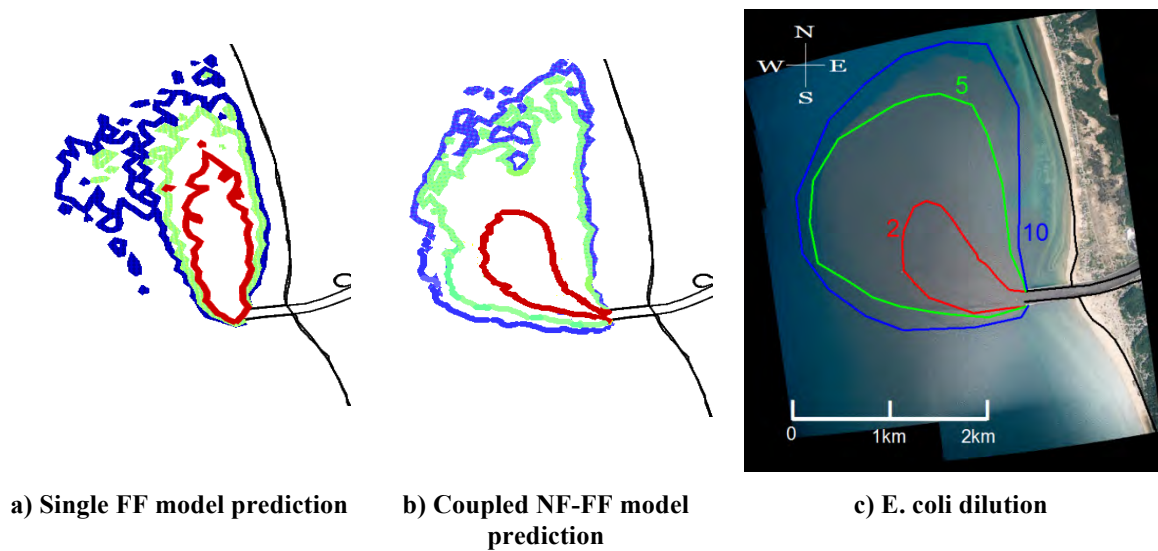 N
W E
S
5
2
10
0 1km 2km
a) Single FF model prediction
b) Coupled NF-FF model
prediction
c) E. coli dilution